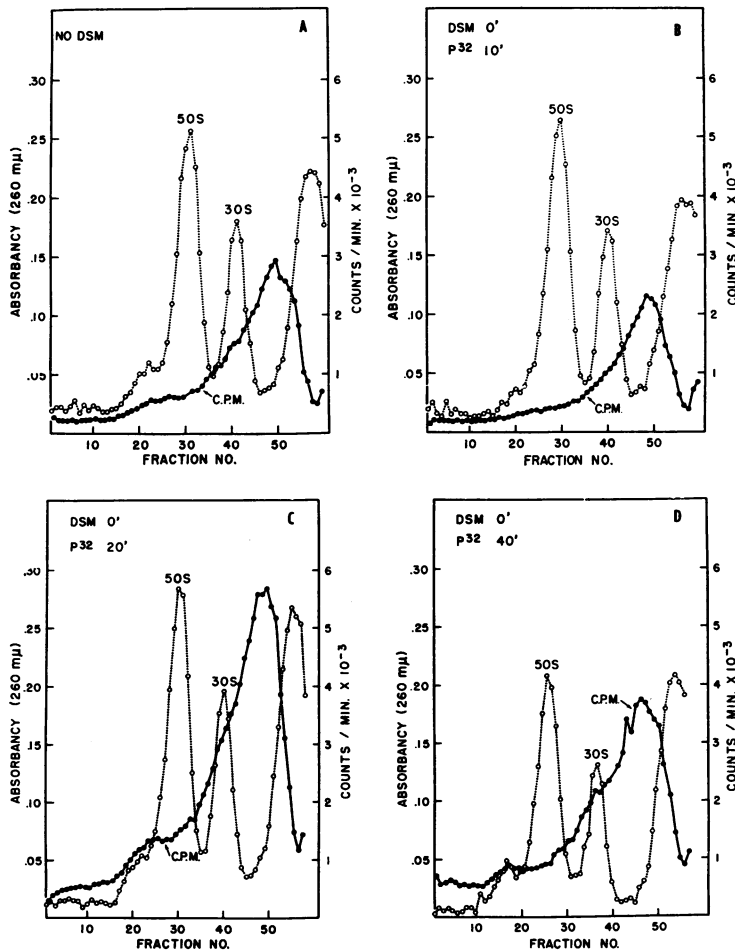 A
NO DSM
50S
30S
C.P.M.
.30
.25
.20
.15
.10
.05
ABSORBANCY (260 mμ)
6
5
4
3
2
1
COUNTS / MIN. X 10⁻³
10 20 30 40 50
FRACTION NO.
B
DSM 0'
P³² 10'
50S
30S
C.P.M.
.30
.25
.20
.15
.10
.05
ABSORBANCY (260 mμ)
6
5
4
3
2
1
COUNTS / MIN. X 10⁻³
10 20 30 40 50
FRACTION NO.
C
DSM 0'
P³² 20'
50S
30S
C.P.M.
.30
.25
.20
.15
.10
.05
ABSORBANCY (260 mμ)
6
5
4
3
2
1
COUNTS / MIN. X 10⁻³
10 20 30 40 50
FRACTION NO.
D
DSM 0'
P³² 40'
50S
30S
C.P.M.
.30
.25
.20
.15
.10
.05
ABSORBANCY (260 mμ)
6
5
4
3
2
1
COUNTS / MIN. X 10⁻³
10 20 30 40 50
FRACTION NO.